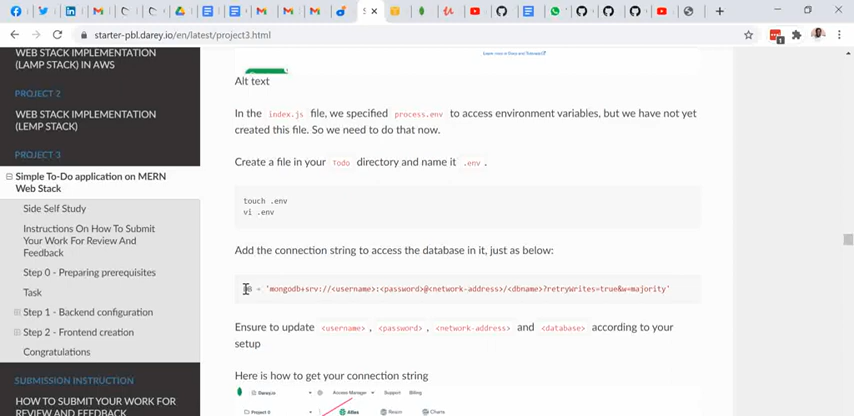 starter-pbl.darey.io/en/latest/project3.html
WEB STACK IMPLEMENTATION
(LAMP STACK) IN AWS
PROJECT 2
WEB STACK IMPLEMENTATION
(LEMP STACK)
PROJECT 3
Simple To-Do application on MERN
Web Stack
Side Self Study
Instructions On How To Submit
Your Work For Review And
Feedback
Step 0 - Preparing prerequisites
Task
Step 1 - Backend configuration
Step 2 - Frontend creation
Congratulations
SUBMISSION INSTRUCTION
HOW TO SUBMIT YOUR WORK FOR
REVIEW AND FEEDBACK
Alt text
In the index.js file, we specified process.env to access environment variables, but we have not yet
created this file. So we need to do that now.
Create a file in your Todo directory and name it .env.
touch .env
vi .env
Add the connection string to access the database in it, just as below:
= 'mongodb+srv://<username>:<password>@<network-address>/<dbname>?retryWrites=true&w=majority'
Ensure to update <username>, <password>, <network-address> and <database> according to your
setup
Here is how to get your connection string
Darey.io Access Manager Support Billing
Project 0 Atlas Realm Charts